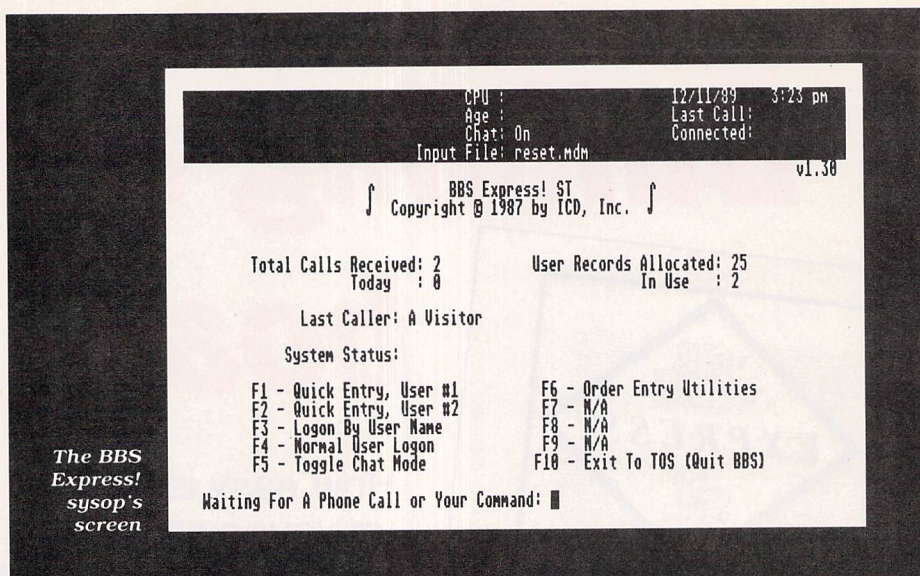 CPU : 12/11/89 3:23 pm
Age : Last Call:
Chat: On Connected:
Input File: reset.mdm
v1.30
BBS Express! ST
Copyright © 1987 by ICD, Inc.
Total Calls Received: 2 User Records Allocated: 25
Today : 0 In Use : 2
Last Caller: A Visitor
System Status:
F1 - Quick Entry, User #1 F6 - Order Entry Utilities
F2 - Quick Entry, User #2 F7 - N/A
F3 - Logon By User Name F8 - N/A
F4 - Normal User Logon F9 - N/A
F5 - Toggle Chat Mode F10 - Exit To TOS (Quit BBS)
Waiting For A Phone Call or Your Command:
The BBS
Express!
sysop's
screen